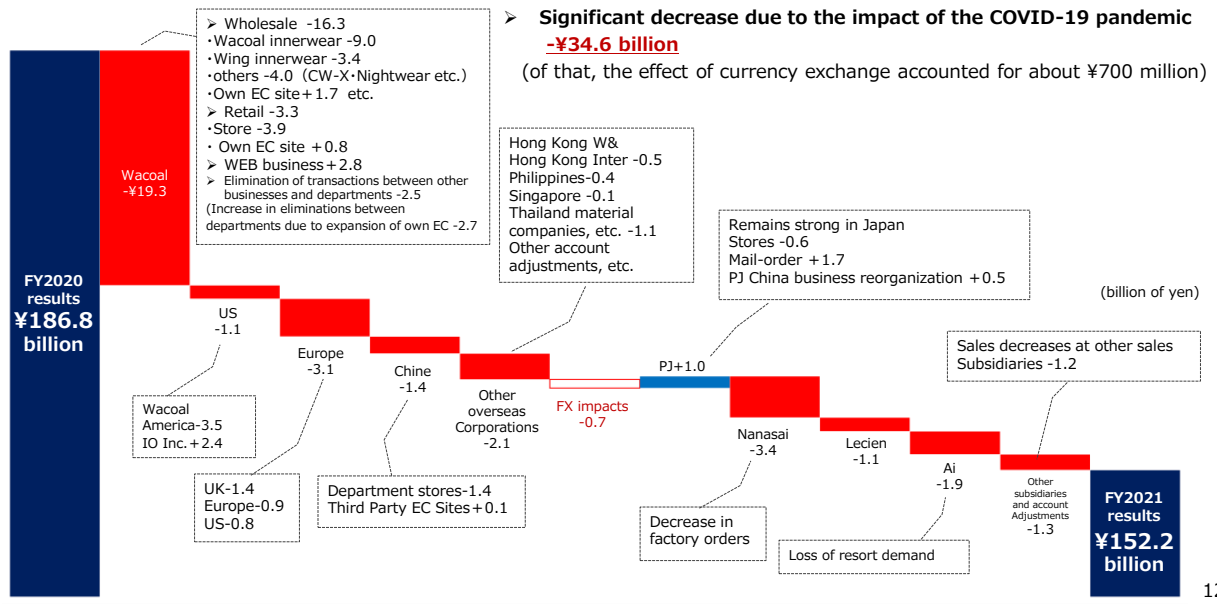 ➢ Significant decrease due to the impact of the COVID-19 pandemic
-¥34.6 billion
(of that, the effect of currency exchange accounted for about ¥700 million)
(billion of yen)
FY2020
results
¥186.8
billion
Wacoal
-¥19.3
➢ Wholesale -16.3
・Wacoal innerwear -9.0
・Wing innerwear -3.4
・others -4.0（CW-X・Nightwear etc.）
・Own EC site+1.7 etc.
➢ Retail -3.3
・Store -3.9
・ Own EC site +0.8
➢ WEB business+2.8
➢ Elimination of transactions between other
businesses and departments -2.5
(Increase in eliminations between
departments due to expansion of own EC -2.7
US
-1.1
Wacoal
America-3.5
IO Inc.+2.4
Europe
-3.1
UK-1.4
Europe-0.9
US-0.8
Chine
-1.4
Department stores-1.4
Third Party EC Sites+0.1
Other
overseas
Corporations
-2.1
Hong Kong W&
Hong Kong Inter -0.5
Philippines-0.4
Singapore -0.1
Thailand material
companies, etc. -1.1
Other account
adjustments, etc.
FX impacts
-0.7
PJ+1.0
Remains strong in Japan
Stores -0.6
Mail-order +1.7
PJ China business reorganization +0.5
Nanasai
-3.4
Decrease in
factory orders
Lecien
-1.1
Ai
-1.9
Loss of resort demand
Other
subsidiaries
and account
Adjustments
-1.3
Sales decreases at other sales
Subsidiaries -1.2
FY2021
results
¥152.2
billion